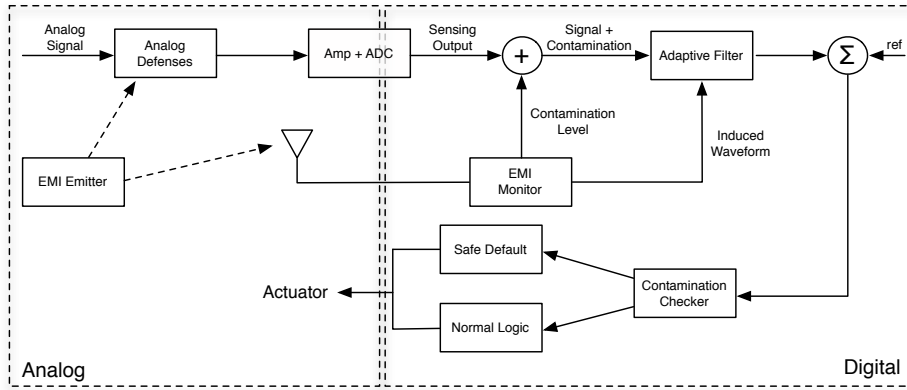 Analog
Signal
Analog
Defenses
Amp + ADC
Sensing
Output
+
Signal +
Contamination
Adaptive Filter
Σ
ref
Contamination
Level
Induced
Waveform
EMI Emitter
EMI
Monitor
Safe Default
Actuator
Contamination
Checker
Normal Logic
Analog
Digital